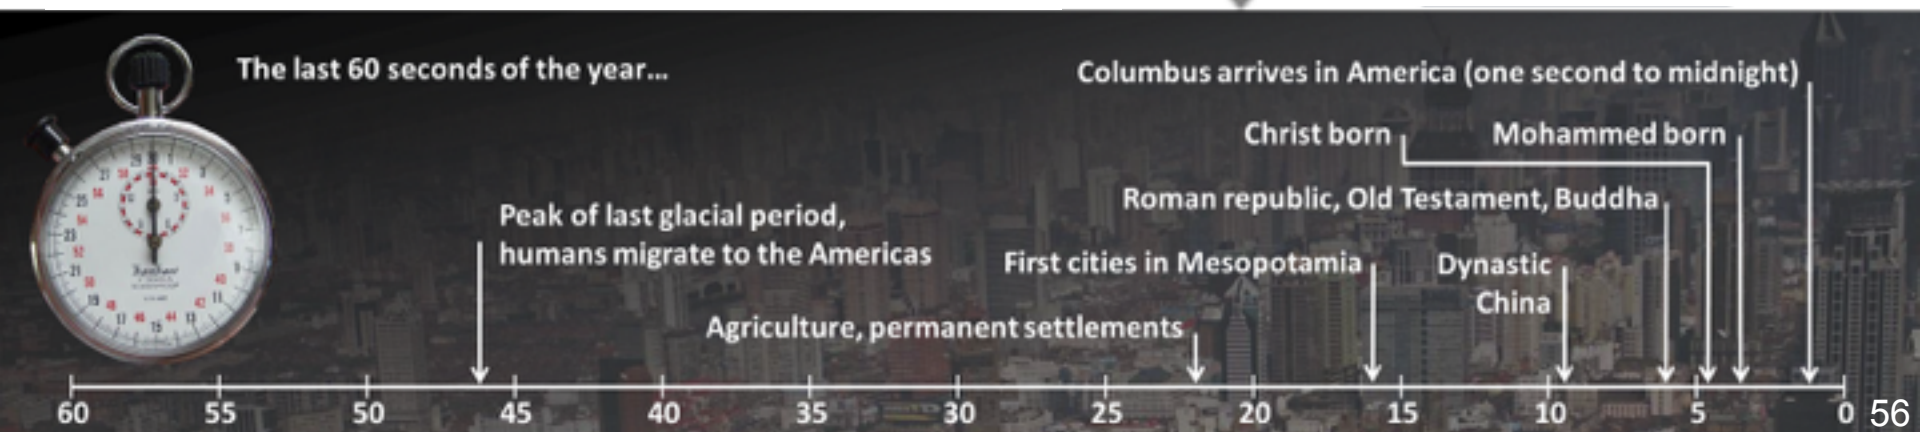 The last 60 seconds of the year...
Columbus arrives in America (one second to midnight)
Christ born
Mohammed born
Roman republic, Old Testament, Buddha
Peak of last glacial period,
humans migrate to the Americas
First cities in Mesopotamia
Dynastic
China
Agriculture, permanent settlements
60 55 50 45 40 35 30 25 20 15 10 5 0
56